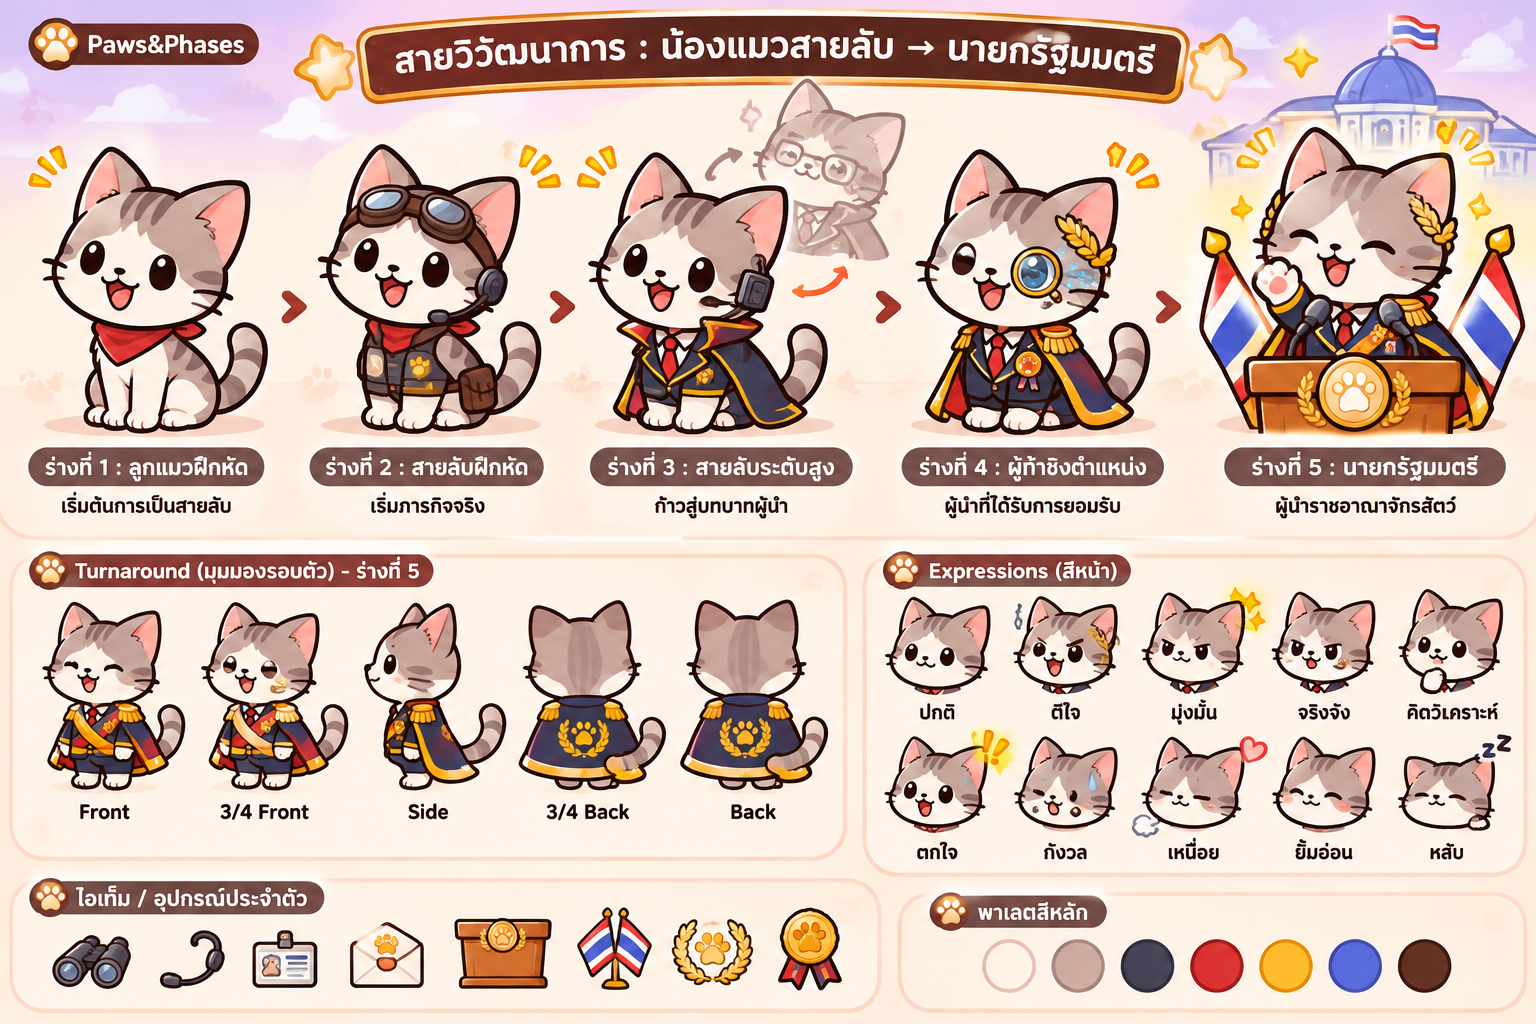 Paws&Phases
สายวิวัฒนาการ : น้องแมวสายลับ → นายกรัฐมมตรี
ร่างที่ 1 : ลูกแมวฝึกหัด
เริ่มต้นการเป็นสายลับ
ร่างที่ 2 : สายลับฝึกหัด
เริ่มภารกิจจริง
ร่างที่ 3 : สายลับระตับสูง
ก้าวสู่บทบาทผู้นำ
ร่างที่ 4 : ผู้ท้าชิงตำแหน่ง
ผู้นำที่ได้รับการยอมรับ
ร่างที่ 5 : นายกรัฐมมตรี
ผู้นำราชอาณาจักรสัตว์
Turnaround (มุมมองรอบตัว) - ร่างที่ 5
Front
3/4 Front
Side
3/4 Back
Back
Expressions (สีหน้า)
ปกติ
ตีใจ
มุ่งมั้น
จริงจัง
คิตวิเคราะห์
ตกใจ
กังวล
เหนื่อย
ยิ้มอ่อน
หสับ
zZZ
ไอเท็ม / อุปกรณ์ประจำตัว
พาเลตสีหลัก